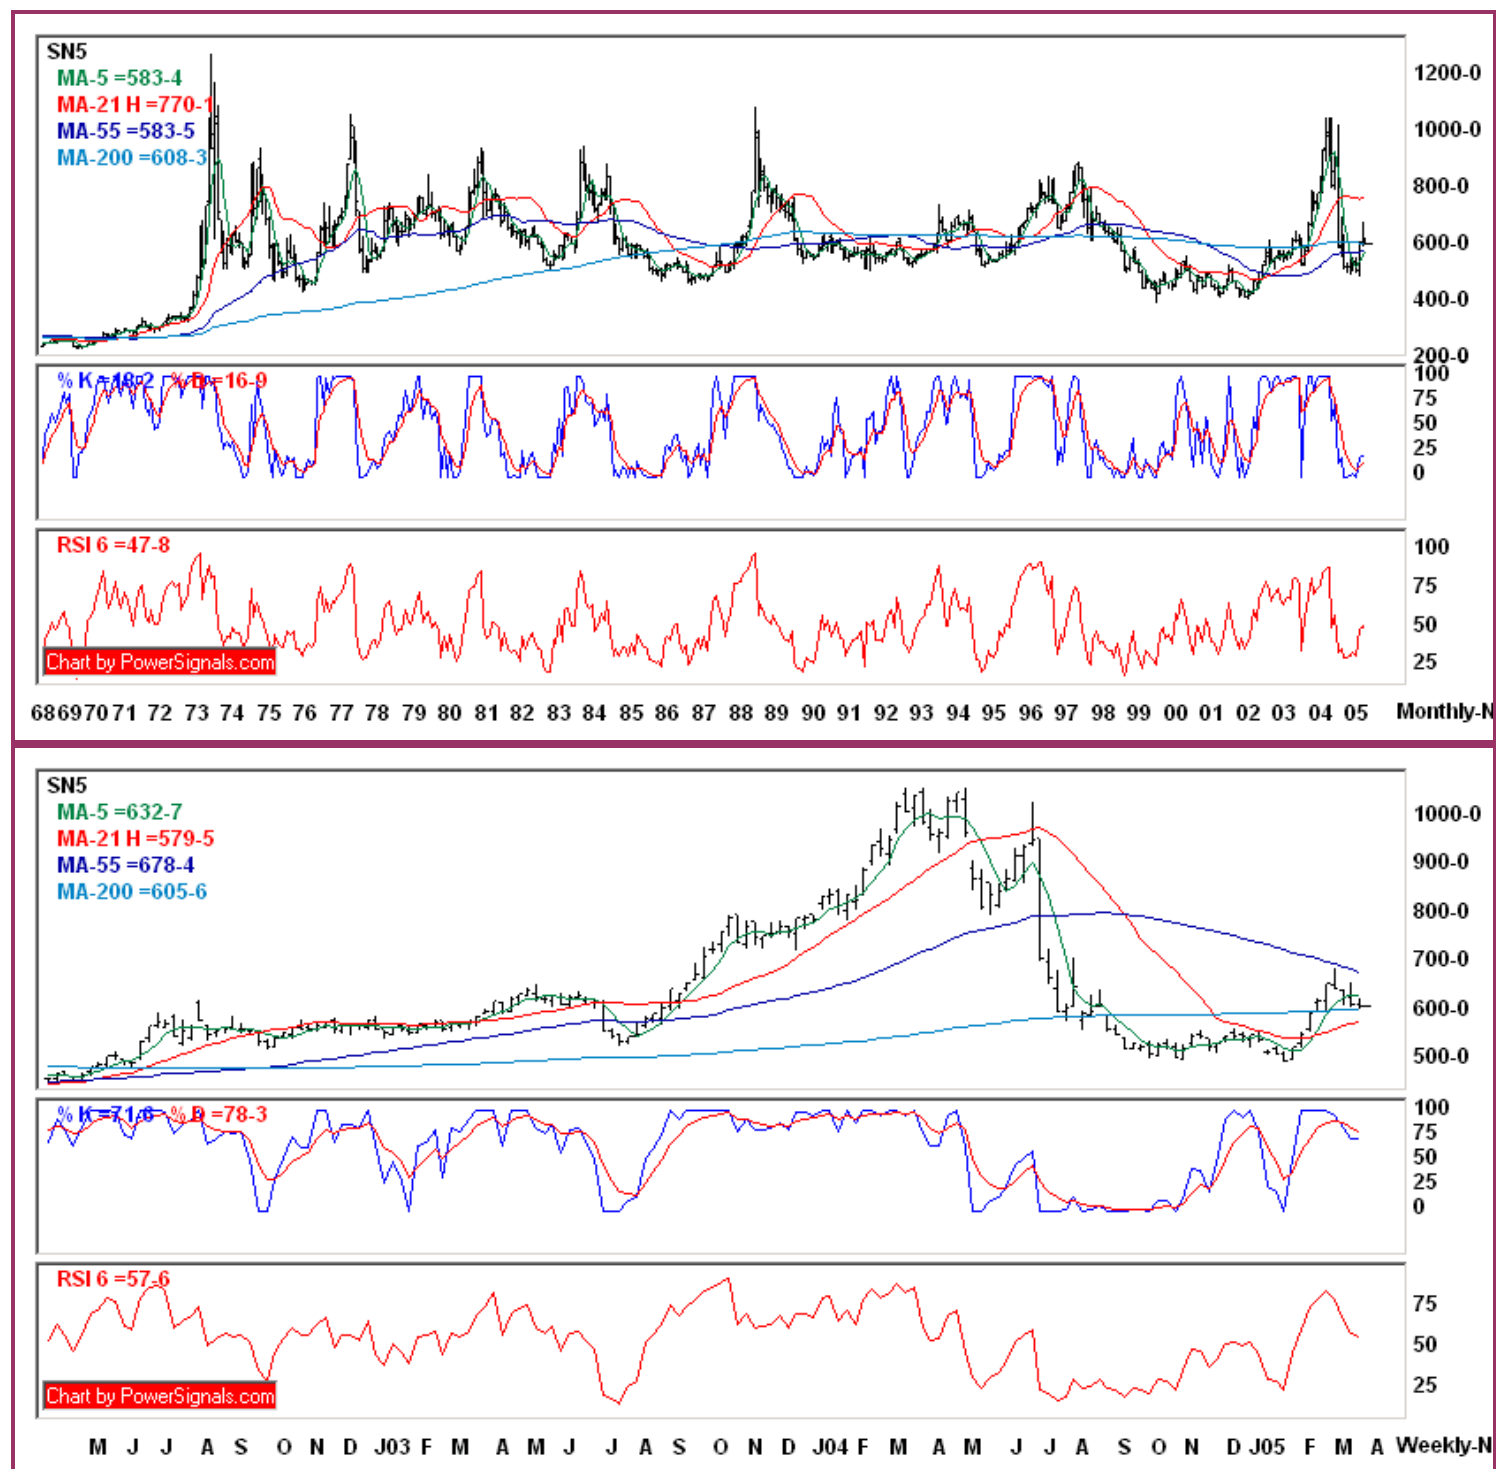 SN5
MA-5 =583-4
MA-21 H =770-1
MA-55 =583-5
MA-200 =608-3
1200-0
1000-0
800-0
600-0
400-0
200-0
% K =18-2 % D =16-9
100
75
50
25
0
RSI 6 =47-8
100
75
50
25
Chart by PowerSignals.com
68 69 70 71 72 73 74 75 76 77 78 79 80 81 82 83 84 85 86 87 88 89 90 91 92 93 94 95 96 97 98 99 00 01 02 03 04 05 Monthly-N
SN5
MA-5 =632-7
MA-21 H =579-5
MA-55 =678-4
MA-200 =605-6
1000-0
900-0
800-0
700-0
600-0
500-0
% K =71-6 % D =78-3
100
75
50
25
0
RSI 6 =57-6
75
50
25
Chart by PowerSignals.com
M J J A S O N D J03 F M A M J J A S O N D J04 F M A M J J A S O N D J05 F M A Weekly-N